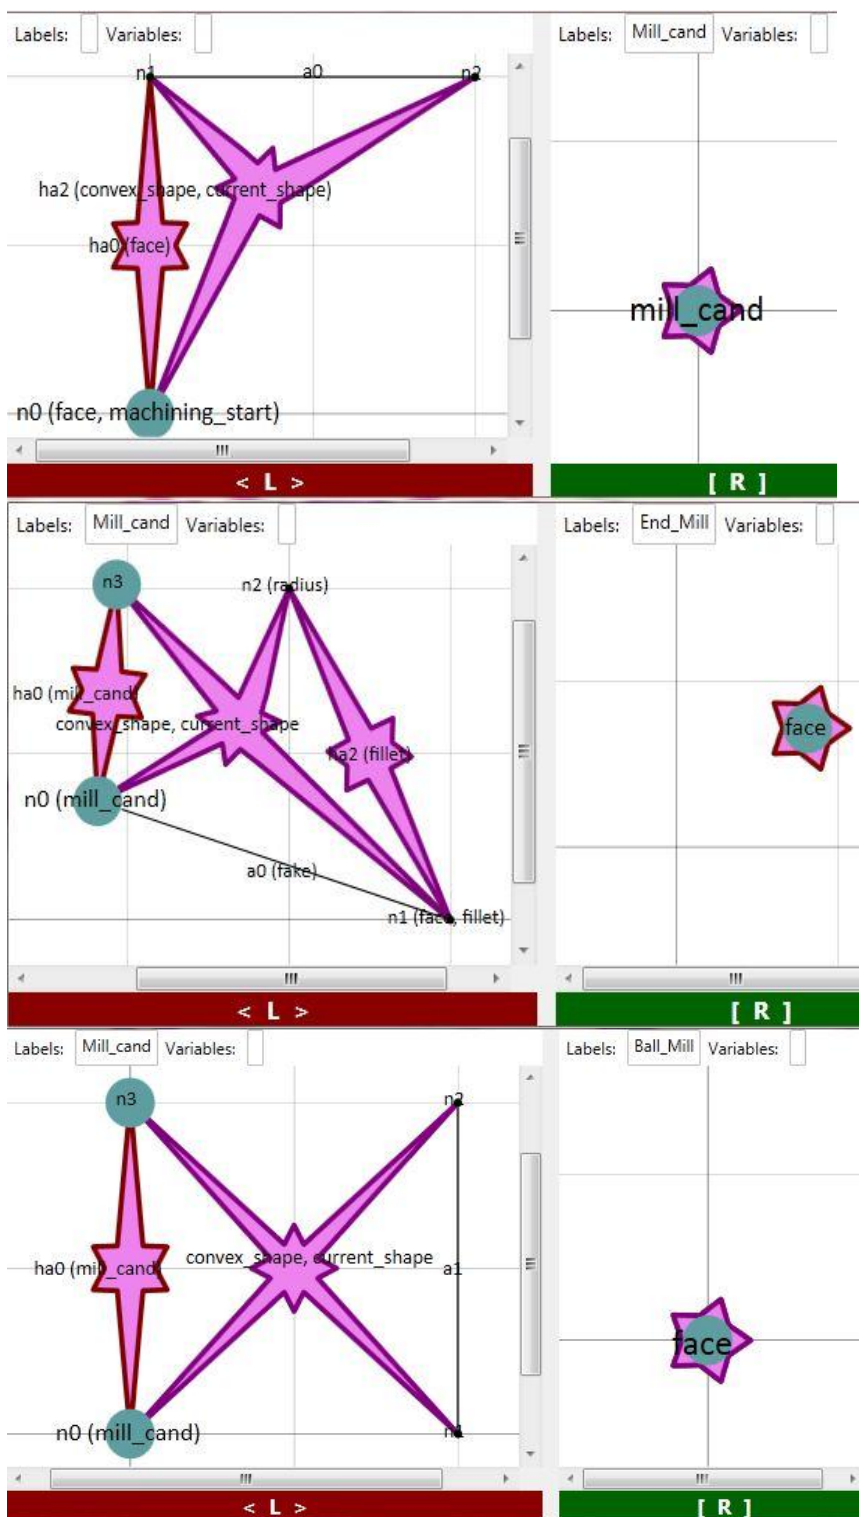 Labels: Variables:
n1 a0 n2
ha2 (convex_shape, current_shape)
ha0 (face)
n0 (face, machining_start)
< L >
Labels: Mill_cand Variables:
mill_cand
[ R ]
Labels: Mill_cand Variables:
n3
n2 (radius)
ha0 (mill_cand)
convex_shape, current_shape
ha2 (fillet)
n0 (mill_cand)
a0 (fake)
n1 (face, fillet)
< L >
Labels: End_Mill Variables:
face
[ R ]
Labels: Mill_cand Variables:
n3
n2
convex_shape, current_shape
ha0 (mill_cand)
a1
n0 (mill_cand)
n1
< L >
Labels: Ball_Mill Variables:
face
[ R ]